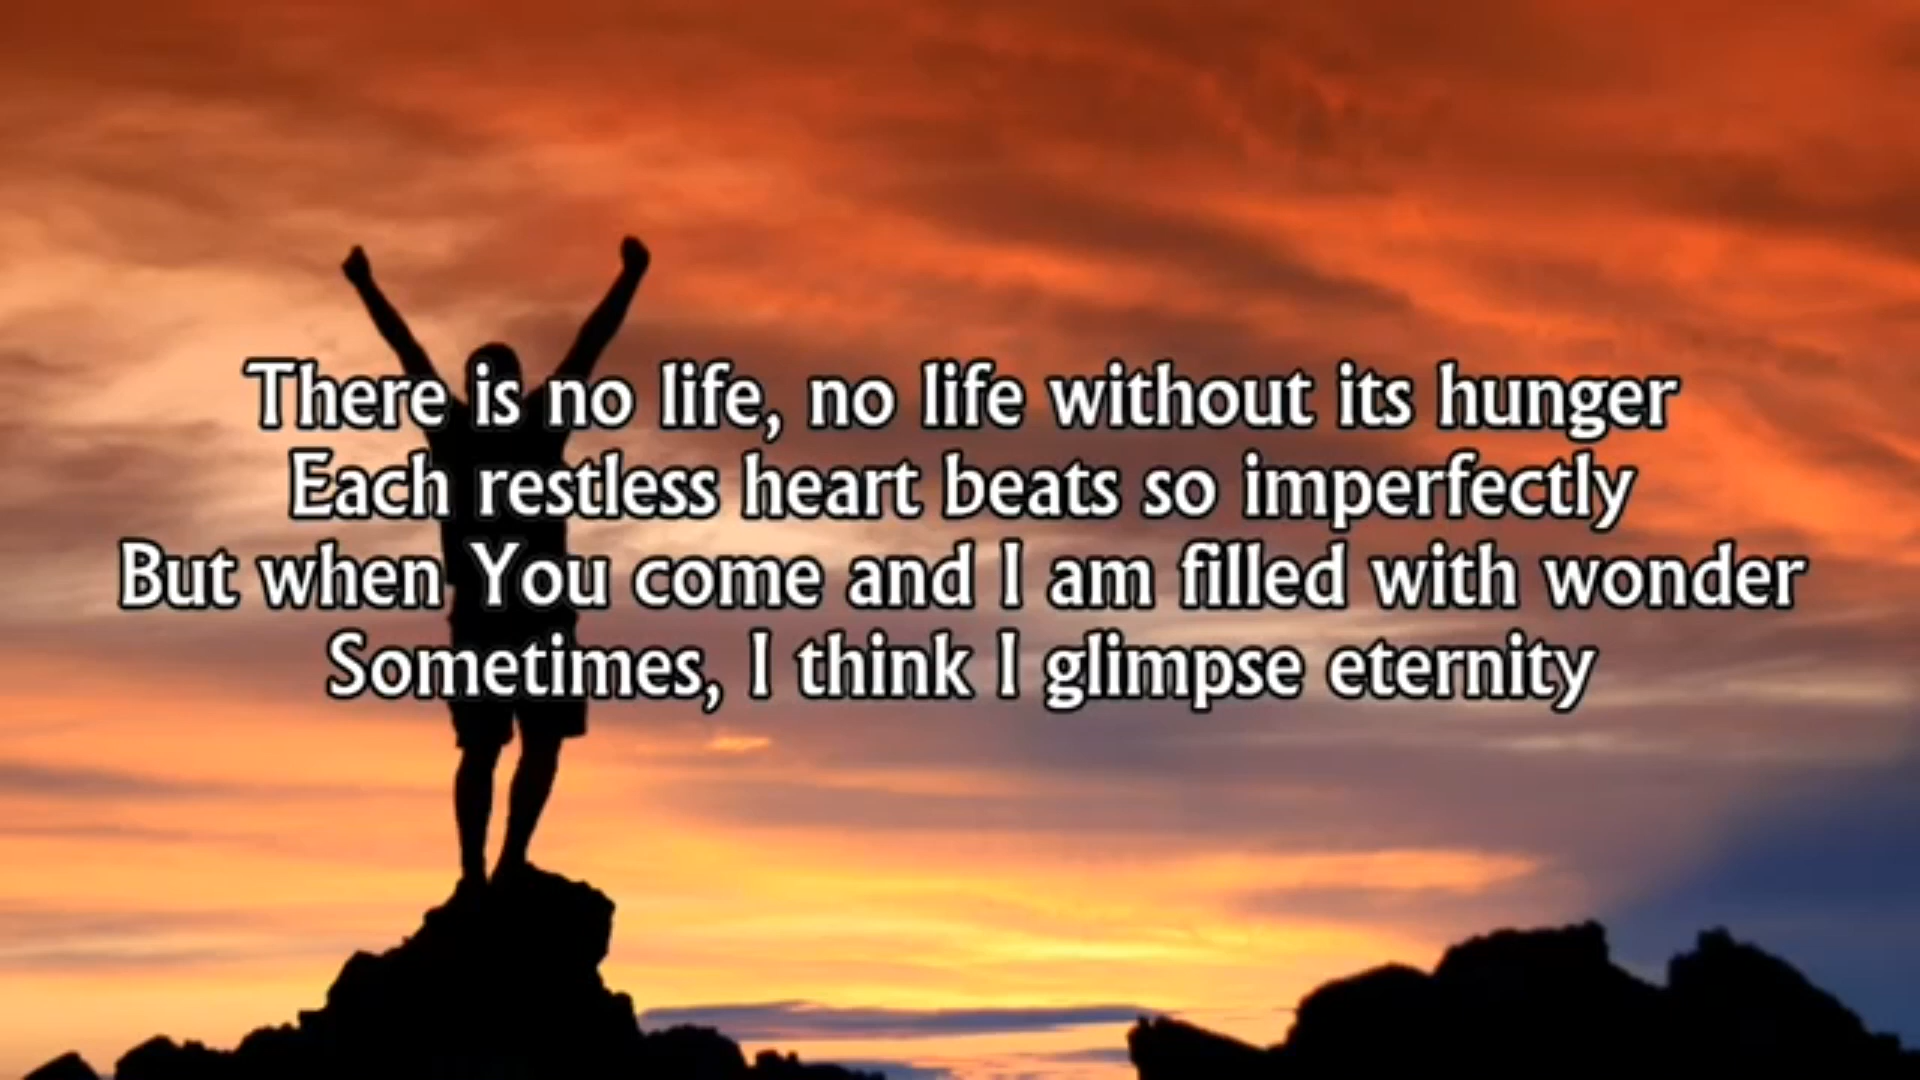 There is no life, no life without its hunger
Each restless heart beats so imperfectly
But when You come and I am filled with wonder
Sometimes, I think I glimpse eternity